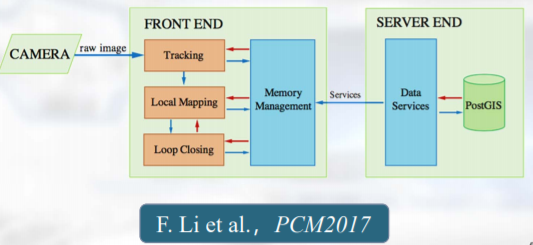 FRONT END
SERVER END
CAMERA
raw image
Tracking
Local Mapping
Loop Closing
Memory
Management
Services
Data
Services
PostGIS
F. Li et al., PCM2017